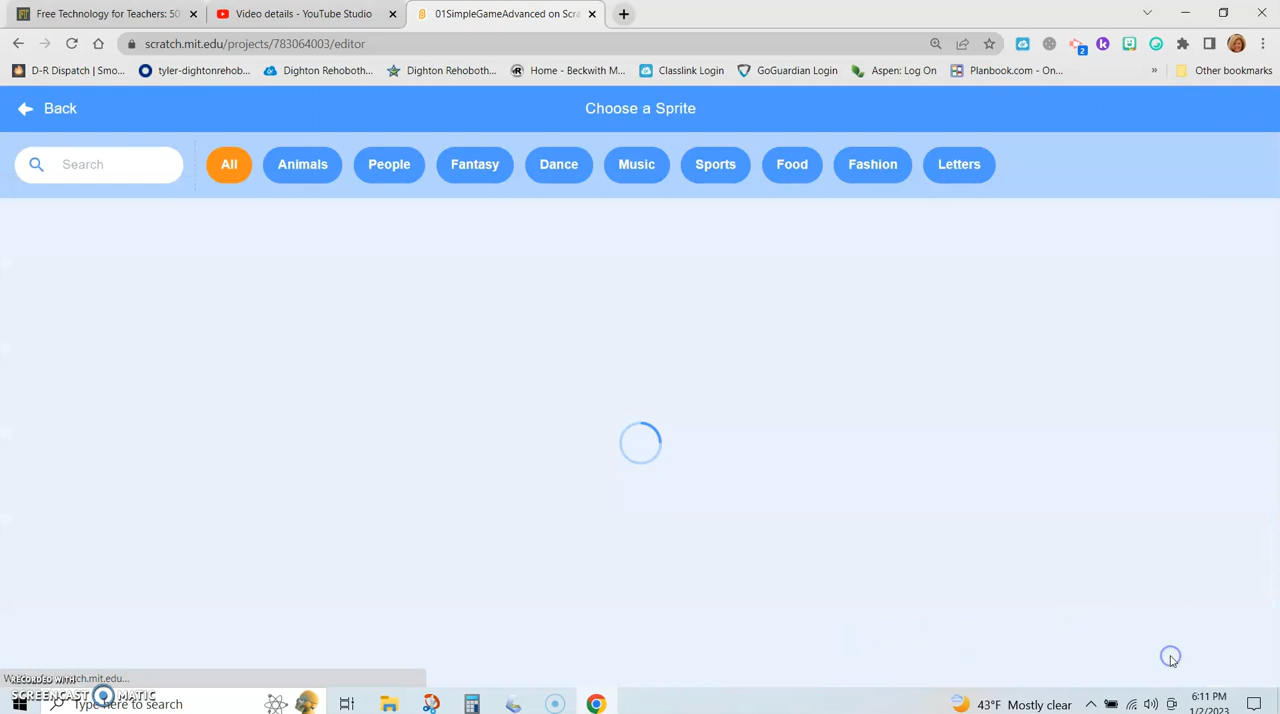 Free Technology for Teachers: 50
Video details - YouTube Studio
01SimpleGameAdvanced on Scra
scratch.mit.edu/projects/783064003/editor
2
D-R Dispatch | Smo...
tyler-dightonrehob...
Dighton Rehoboth...
Dighton Rehoboth...
Home - Beckwith M...
Classlink Login
GoGuardian Login
Aspen: Log On
Planbook.com - On...
»
Other bookmarks
Back
Choose a Sprite
Search
All
Animals
People
Fantasy
Dance
Music
Sports
Food
Fashion
Letters
RECORDED WITH
SCREENCAST MATIC
Type here to search
43°F Mostly clear
6:11 PM
1/2/2023